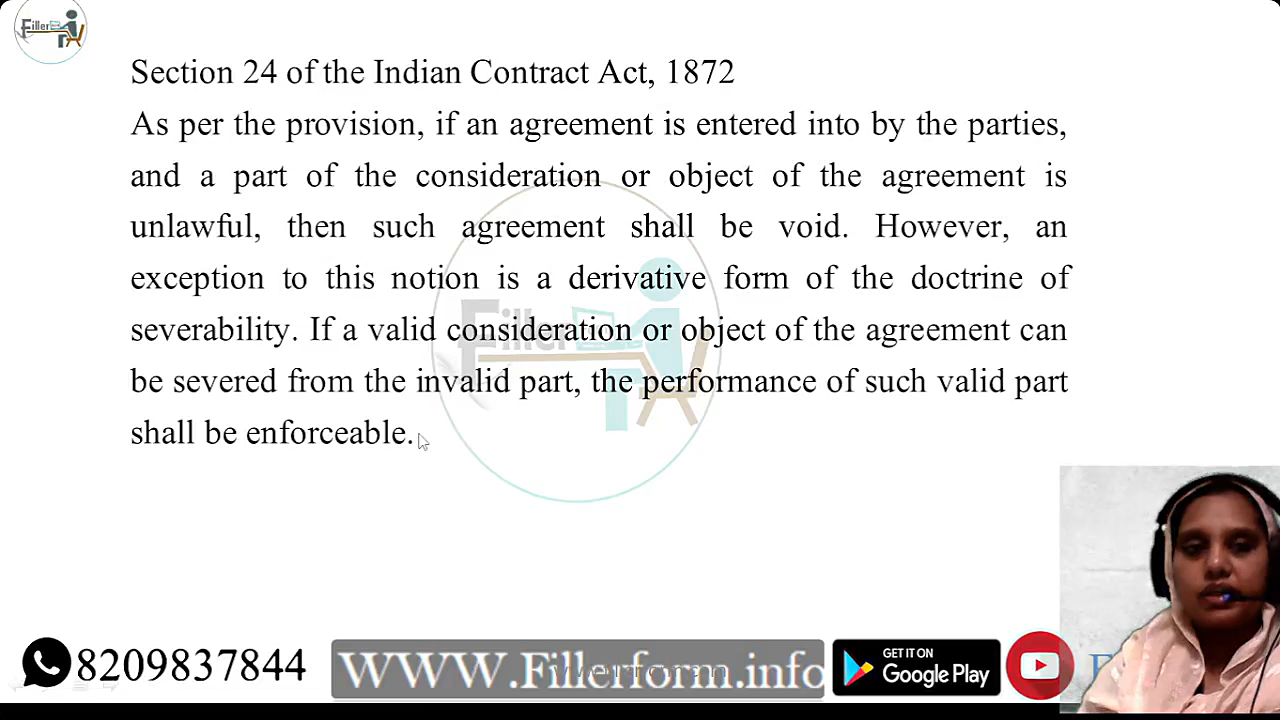 Filler
Section 24 of the Indian Contract Act, 1872
As per the provision, if an agreement is entered into by the parties,
and a part of the consideration or object of the agreement is
unlawful, then such agreement shall be void. However, an
exception to this notion is a derivative form of the doctrine of
severability. If a valid consideration or object of the agreement can
be severed from the invalid part, the performance of such valid part
shall be enforceable.
Filler
8209837844
WWW.Fillerform.info
GET IT ON
Google Play